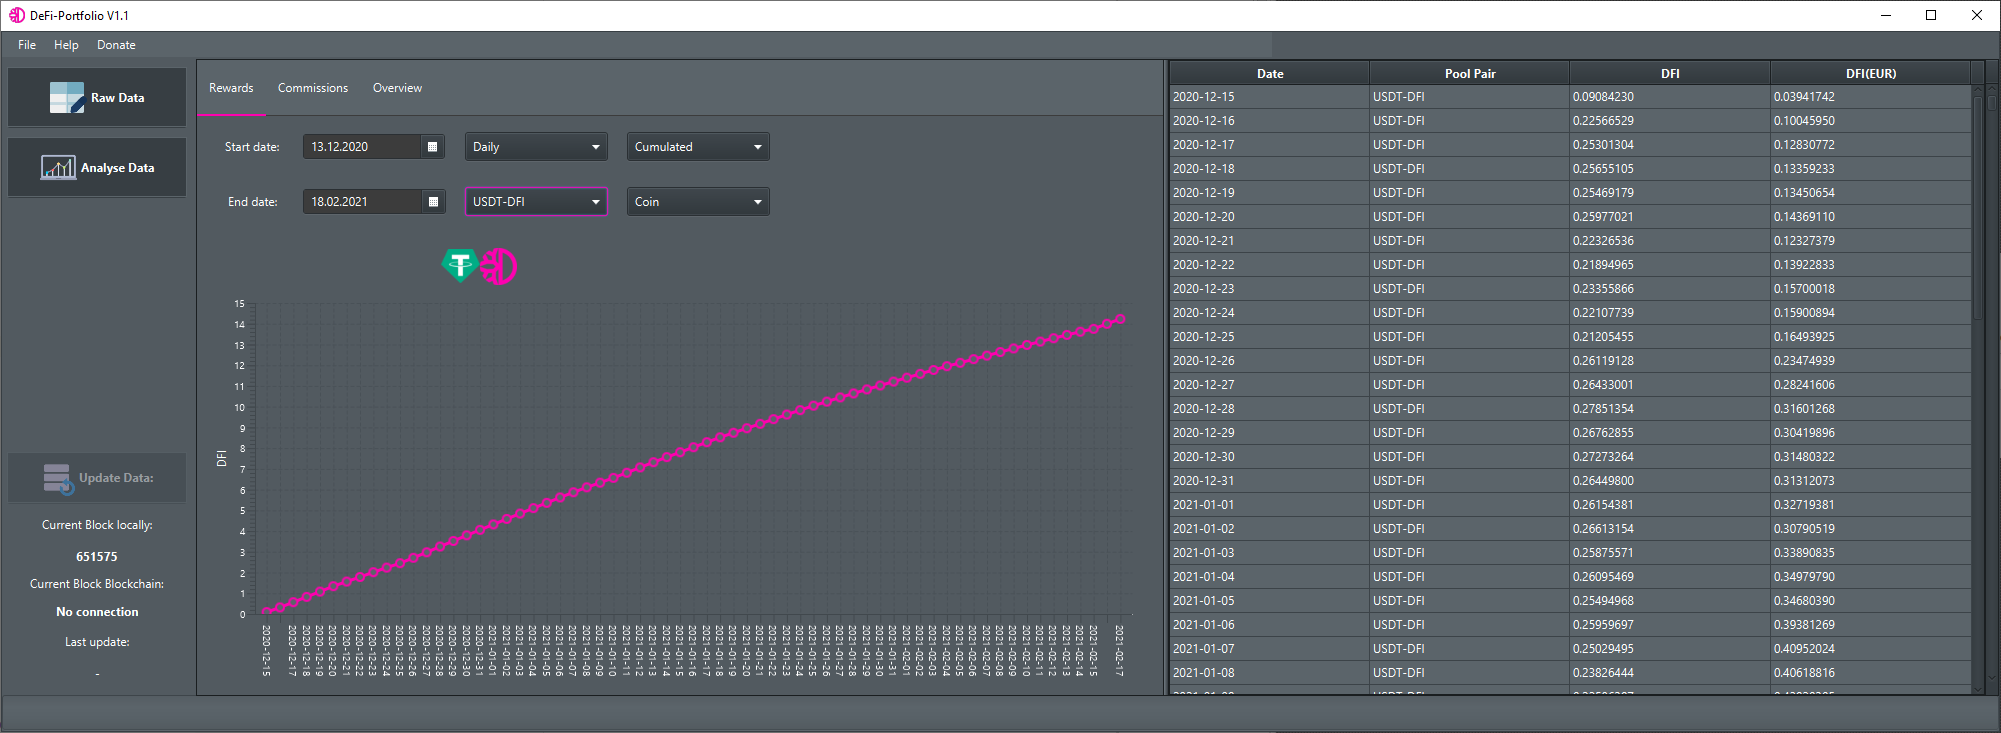 DeFi-Portfolio V1.1
File Help Donate
Raw Data
Analyse Data
Update Data:
Current Block locally:
651575
Current Block Blockchain:
No connection
Last update:
-
Rewards Commissions Overview
Start date: 13.12.2020 Daily Cumulated
End date: 18.02.2021 USDT-DFI Coin
DFI
15
14
13
12
11
10
9
8
7
6
5
4
3
2
1
0
2020-12-15
2020-12-17
2020-12-18
2020-12-19
2020-12-20
2020-12-21
2020-12-22
2020-12-23
2020-12-24
2020-12-25
2020-12-26
2020-12-27
2020-12-28
2020-12-29
2020-12-30
2020-12-31
2021-01-01
2021-01-02
2021-01-03
2021-01-04
2021-01-05
2021-01-06
2021-01-07
2021-01-08
2021-01-09
2021-01-10
2021-01-11
2021-01-12
2021-01-13
2021-01-14
2021-01-15
2021-01-16
2021-01-17
2021-01-18
2021-01-19
2021-01-20
2021-01-21
2021-01-22
2021-01-23
2021-01-24
2021-01-25
2021-01-26
2021-01-27
2021-01-28
2021-01-29
2021-01-30
2021-01-31
2021-02-01
2021-02-02
2021-02-03
2021-02-04
2021-02-05
2021-02-06
2021-02-07
2021-02-08
2021-02-09
2021-02-10
2021-02-11
2021-02-12
2021-02-13
2021-02-14
2021-02-15
2021-02-17
Date Pool Pair DFI DFI(EUR)
2020-12-15 USDT-DFI 0.09084230 0.03941742
2020-12-16 USDT-DFI 0.22566529 0.10045950
2020-12-17 USDT-DFI 0.25301304 0.12830772
2020-12-18 USDT-DFI 0.25655105 0.13359233
2020-12-19 USDT-DFI 0.25469179 0.13450654
2020-12-20 USDT-DFI 0.25977021 0.14369110
2020-12-21 USDT-DFI 0.22326536 0.12327379
2020-12-22 USDT-DFI 0.21894965 0.13922833
2020-12-23 USDT-DFI 0.23355866 0.15700018
2020-12-24 USDT-DFI 0.22107739 0.15900894
2020-12-25 USDT-DFI 0.21205455 0.16493925
2020-12-26 USDT-DFI 0.26119128 0.23474939
2020-12-27 USDT-DFI 0.26433001 0.28241606
2020-12-28 USDT-DFI 0.27851354 0.31601268
2020-12-29 USDT-DFI 0.26762855 0.30419896
2020-12-30 USDT-DFI 0.27273264 0.31480322
2020-12-31 USDT-DFI 0.26449800 0.31312073
2021-01-01 USDT-DFI 0.26154381 0.32719381
2021-01-02 USDT-DFI 0.26613154 0.30790519
2021-01-03 USDT-DFI 0.25875571 0.33890835
2021-01-04 USDT-DFI 0.26095469 0.34979790
2021-01-05 USDT-DFI 0.25494968 0.34680390
2021-01-06 USDT-DFI 0.25959697 0.39381269
2021-01-07 USDT-DFI 0.25029495 0.40952024
2021-01-08 USDT-DFI 0.23826444 0.40618816